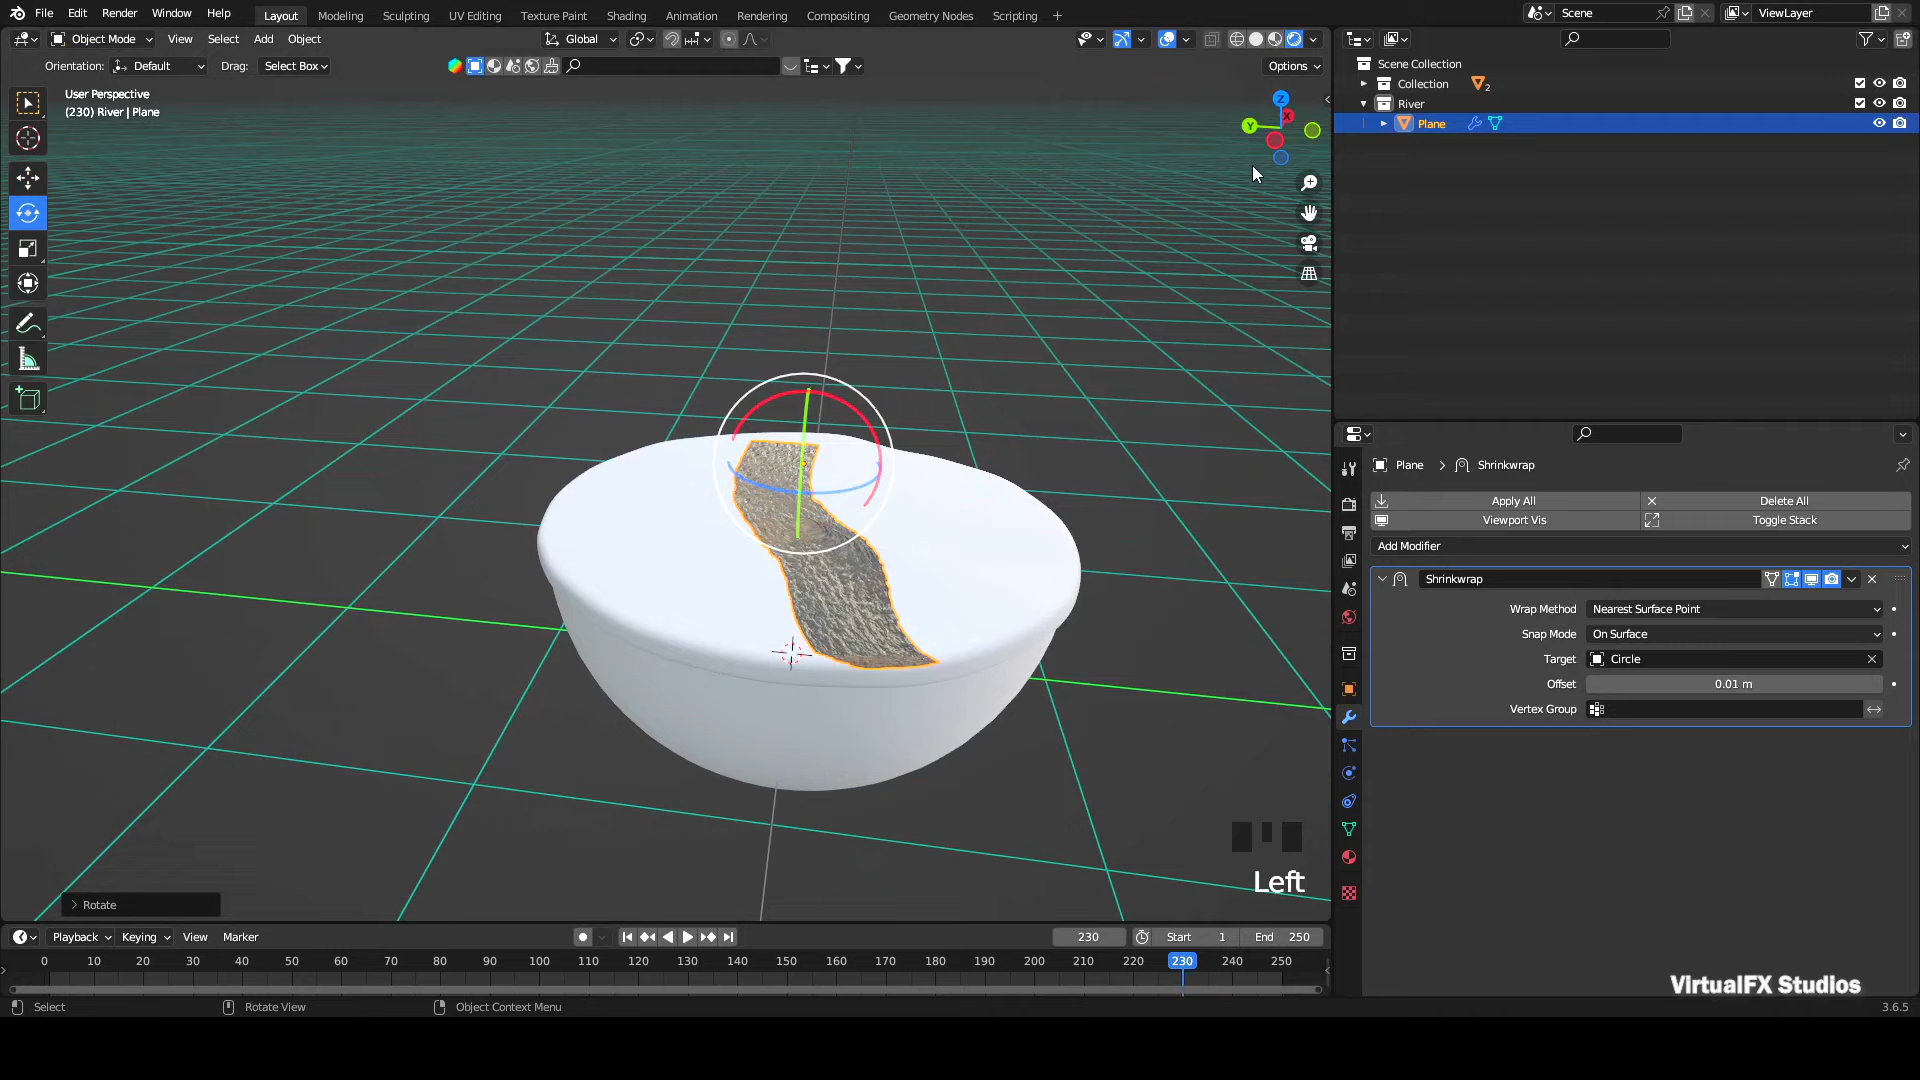 File Edit Render Window Help Layout Modeling Sculpting UV Editing Texture Paint Shading Animation Rendering Compositing Geometry Nodes Scripting + Scene ViewLayer
Object Mode View Select Add Object Global
Orientation: Default Drag: Select Box Options
User Perspective
(230) River | Plane
Z
X
Y
Scene Collection
Collection 2
River
Plane
Plane > Shrinkwrap
Apply All Delete All
Viewport Vis Toggle Stack
Add Modifier
Shrinkwrap
Wrap Method Nearest Surface Point
Snap Mode On Surface
Target Circle
Offset 0.01 m
Vertex Group
Left
Rotate
Playback Keying View Marker 230 Start 1 End 250
0 10 20 30 40 50 60 70 80 90 100 110 120 130 140 150 160 170 180 190 200 210 220 230 240 250
VirtualFX Studios
Select Rotate View Object Context Menu 3.6.5